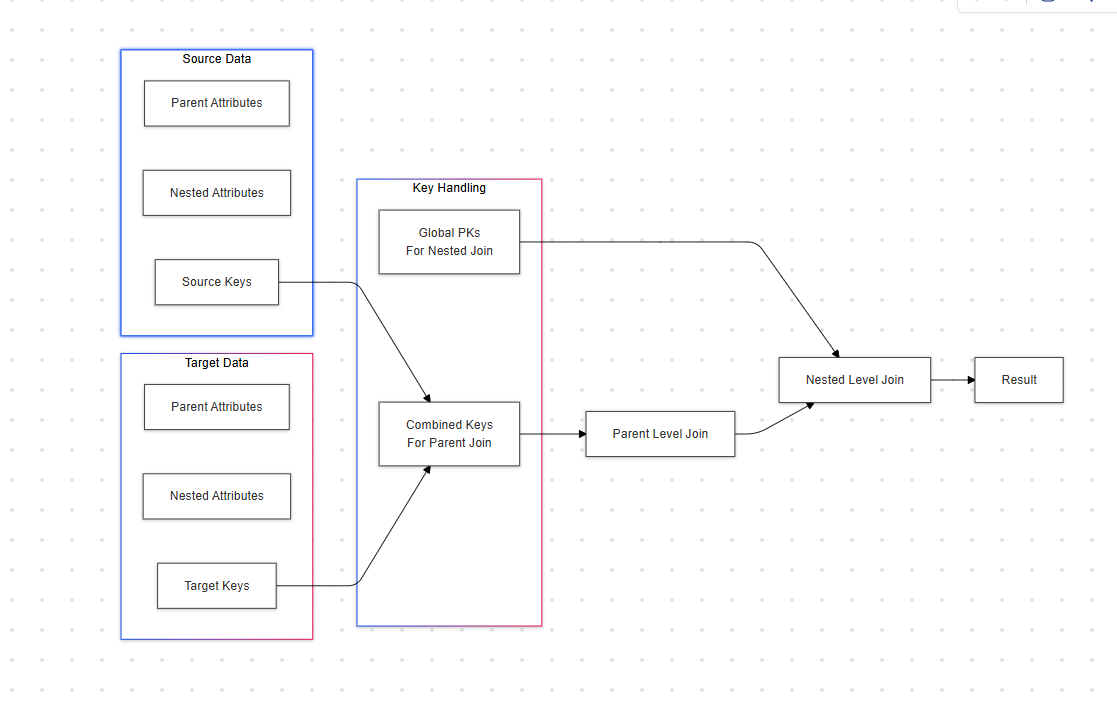 Source Data
Parent Attributes
Nested Attributes
Source Keys
Target Data
Parent Attributes
Nested Attributes
Target Keys
Key Handling
Global PKs
For Nested Join
Combined Keys
For Parent Join
Parent Level Join
Nested Level Join
Result